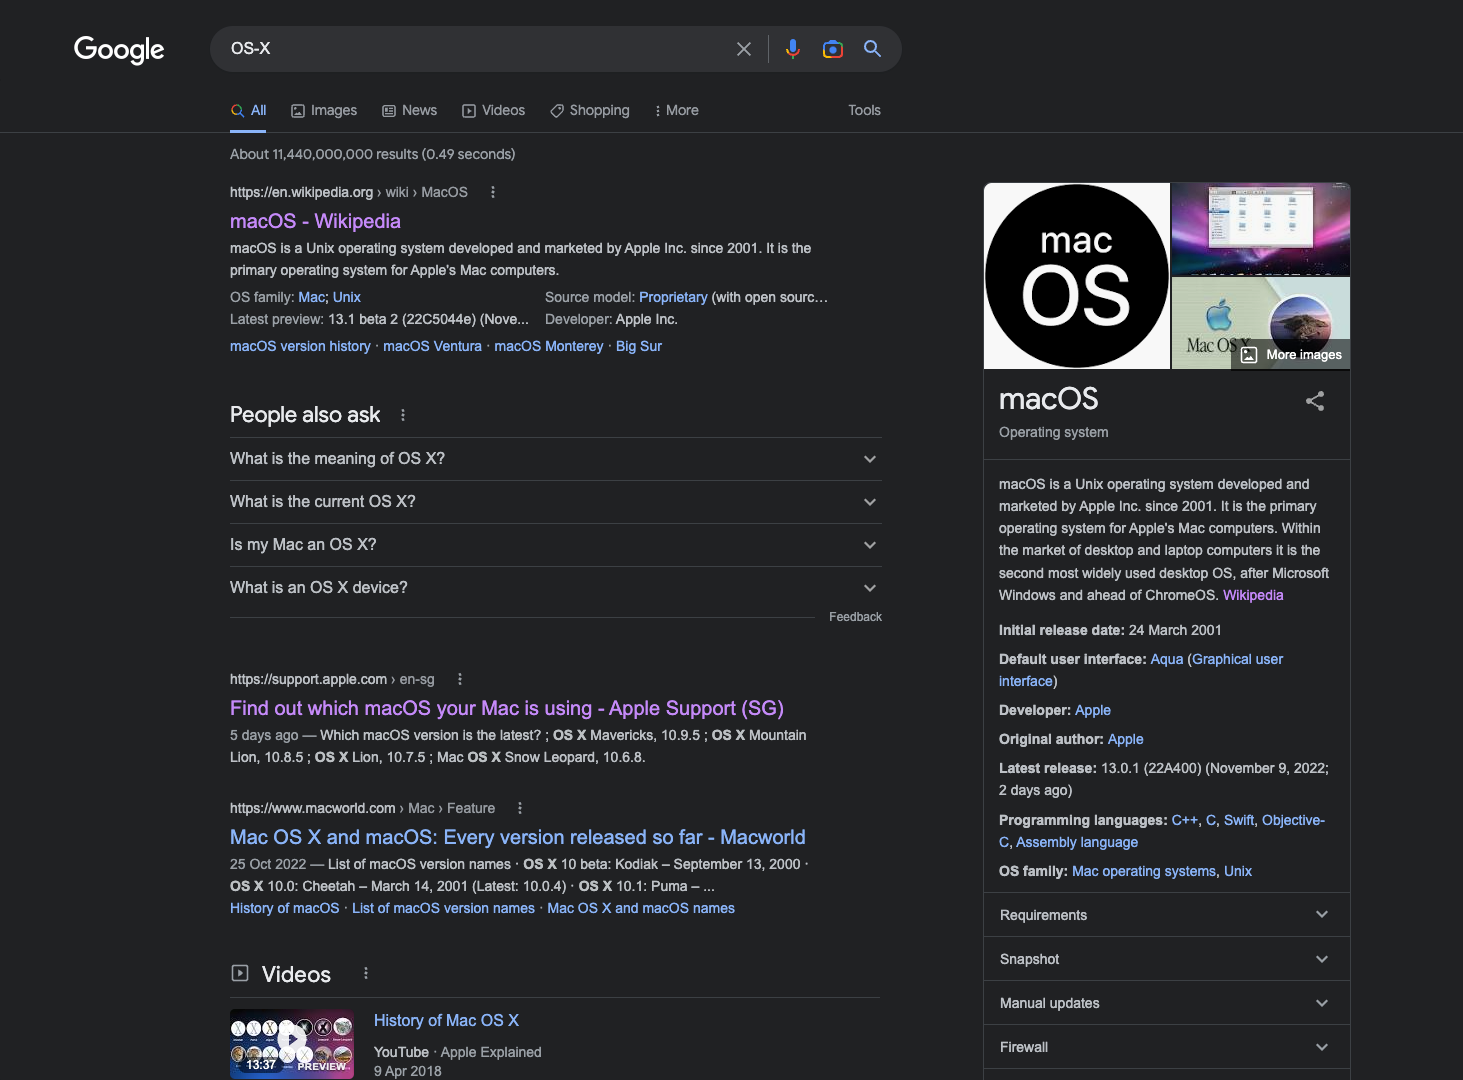 Google
OS-X
All
Images
News
Videos
Shopping
More
Tools
About 11,440,000,000 results (0.49 seconds)
https://en.wikipedia.org › wiki › MacOS
macOS - Wikipedia
macOS is a Unix operating system developed and marketed by Apple Inc. since 2001. It is the
primary operating system for Apple's Mac computers.
OS family: Mac; Unix
Source model: Proprietary (with open sourc…
Latest preview: 13.1 beta 2 (22C5044e) (Nove...
Developer: Apple Inc.
macOS version history · macOS Ventura · macOS Monterey · Big Sur
People also ask
What is the meaning of OS X?
What is the current OS X?
Is my Mac an OS X?
What is an OS X device?
Feedback
https://support.apple.com › en-sg
Find out which macOS your Mac is using - Apple Support (SG)
5 days ago — Which macOS version is the latest? ; OS X Mavericks, 10.9.5 ; OS X Mountain
Lion, 10.8.5 ; OS X Lion, 10.7.5 ; Mac OS X Snow Leopard, 10.6.8.
https://www.macworld.com › Mac › Feature
Mac OS X and macOS: Every version released so far - Macworld
25 Oct 2022 — List of macOS version names · OS X 10 beta: Kodiak – September 13, 2000 ·
OS X 10.0: Cheetah – March 14, 2001 (Latest: 10.0.4) · OS X 10.1: Puma – ...
History of macOS · List of macOS version names · Mac OS X and macOS names
Videos
13:37
PREVIEW
History of Mac OS X
YouTube · Apple Explained
9 Apr 2018
mac
OS
Mac OS X
More images
macOS
Operating system
macOS is a Unix operating system developed and
marketed by Apple Inc. since 2001. It is the primary
operating system for Apple's Mac computers. Within
the market of desktop and laptop computers it is the
second most widely used desktop OS, after Microsoft
Windows and ahead of ChromeOS. Wikipedia
Initial release date: 24 March 2001
Default user interface: Aqua (Graphical user
interface)
Developer: Apple
Original author: Apple
Latest release: 13.0.1 (22A400) (November 9, 2022;
2 days ago)
Programming languages: C++, C, Swift, Objective-
C, Assembly language
OS family: Mac operating systems, Unix
Requirements
Snapshot
Manual updates
Firewall